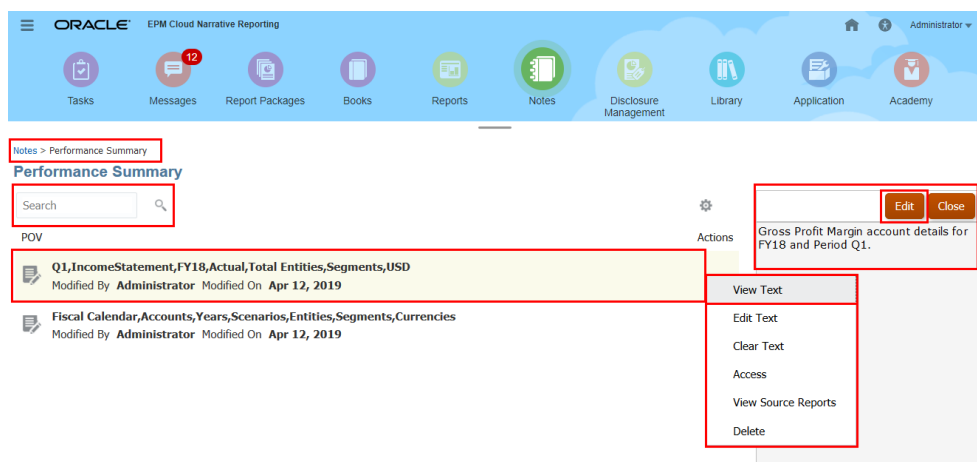 ORACLE® EPM Cloud Narrative Reporting Administrator
12
Tasks Messages Report Packages Books Reports Notes Disclosure Management Library Application Academy
Notes > Performance Summary
Performance Summary
Search
Edit Close
POV Actions
Gross Profit Margin account details for
FY18 and Period Q1.
Q1,IncomeStatement,FY18,Actual,Total Entities,Segments,USD
Modified By Administrator Modified On Apr 12, 2019
Fiscal Calendar,Accounts,Years,Scenarios,Entities,Segments,Currencies
Modified By Administrator Modified On Apr 12, 2019
View Text
Edit Text
Clear Text
Access
View Source Reports
Delete